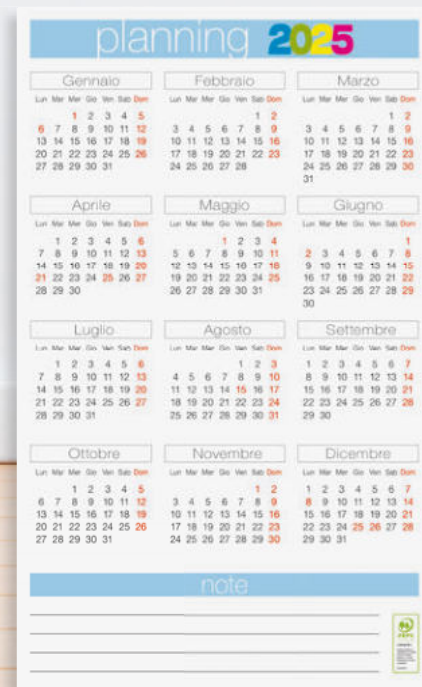 planning 2025
Gennaio Febbraio Marzo
Lun Mar Mer Gio Ven Sab Dom Lun Mar Mer Gio Ven Sab Dom Lun Mar Mer Gio Ven Sab Dom
1 2 3 4 5 1 2 1 2
6 7 8 9 10 11 12 3 4 5 6 7 8 9 3 4 5 6 7 8 9
13 14 15 16 17 18 19 10 11 12 13 14 15 16 10 11 12 13 14 15 16
20 21 22 23 24 25 26 17 18 19 20 21 22 23 17 18 19 20 21 22 23
27 28 29 30 31 24 25 26 27 28 24 25 26 27 28 29 30
31
Aprile Maggio Giugno
Lun Mar Mer Gio Ven Sab Dom Lun Mar Mer Gio Ven Sab Dom Lun Mar Mer Gio Ven Sab Dom
1 2 3 4 5 6 1 2 3 4 1
7 8 9 10 11 12 13 5 6 7 8 9 10 11 2 3 4 5 6 7 8
14 15 16 17 18 19 20 12 13 14 15 16 17 18 9 10 11 12 13 14 15
21 22 23 24 25 26 27 19 20 21 22 23 24 25 16 17 18 19 20 21 22
28 29 30 26 27 28 29 30 31 23 24 25 26 27 28 29
30
Luglio Agosto Settembre
Lun Mar Mer Gio Ven Sab Dom Lun Mar Mer Gio Ven Sab Dom Lun Mar Mer Gio Ven Sab Dom
1 2 3 4 5 6 1 2 3 1 2 3 4 5 6 7
7 8 9 10 11 12 13 4 5 6 7 8 9 10 8 9 10 11 12 13 14
14 15 16 17 18 19 20 11 12 13 14 15 16 17 15 16 17 18 19 20 21
21 22 23 24 25 26 27 18 19 20 21 22 23 24 22 23 24 25 26 27 28
28 29 30 31 25 26 27 28 29 30 31 29 30
Ottobre Novembre Dicembre
Lun Mar Mer Gio Ven Sab Dom Lun Mar Mer Gio Ven Sab Dom Lun Mar Mer Gio Ven Sab Dom
1 2 3 4 5 1 2 1 2 3 4 5 6 7
6 7 8 9 10 11 12 3 4 5 6 7 8 9 8 9 10 11 12 13 14
13 14 15 16 17 18 19 10 11 12 13 14 15 16 15 16 17 18 19 20 21
20 21 22 23 24 25 26 17 18 19 20 21 22 23 22 23 24 25 26 27 28
27 28 29 30 31 24 25 26 27 28 29 30 29 30 31
note
PEFC